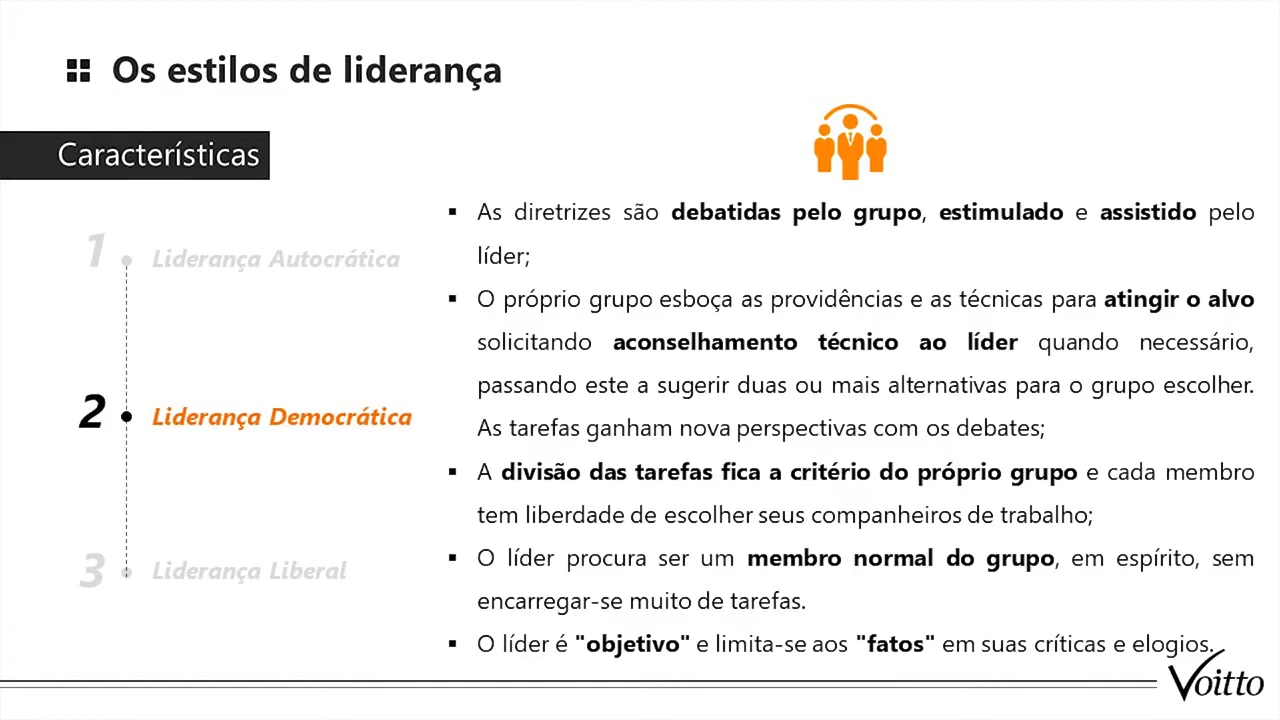 Os estilos de liderança
Características
1
Liderança Autocrática
2
Liderança Democrática
3
Liderança Liberal
▪ As diretrizes são debatidas pelo grupo, estimulado e assistido pelo
líder;
▪ O próprio grupo esboça as providências e as técnicas para atingir o alvo
solicitando aconselhamento técnico ao líder quando necessário,
passando este a sugerir duas ou mais alternativas para o grupo escolher.
As tarefas ganham nova perspectivas com os debates;
▪ A divisão das tarefas fica a critério do próprio grupo e cada membro
tem liberdade de escolher seus companheiros de trabalho;
▪ O líder procura ser um membro normal do grupo, em espírito, sem
encarregar-se muito de tarefas.
▪ O líder é "objetivo" e limita-se aos "fatos" em suas críticas e elogios.
Voitto